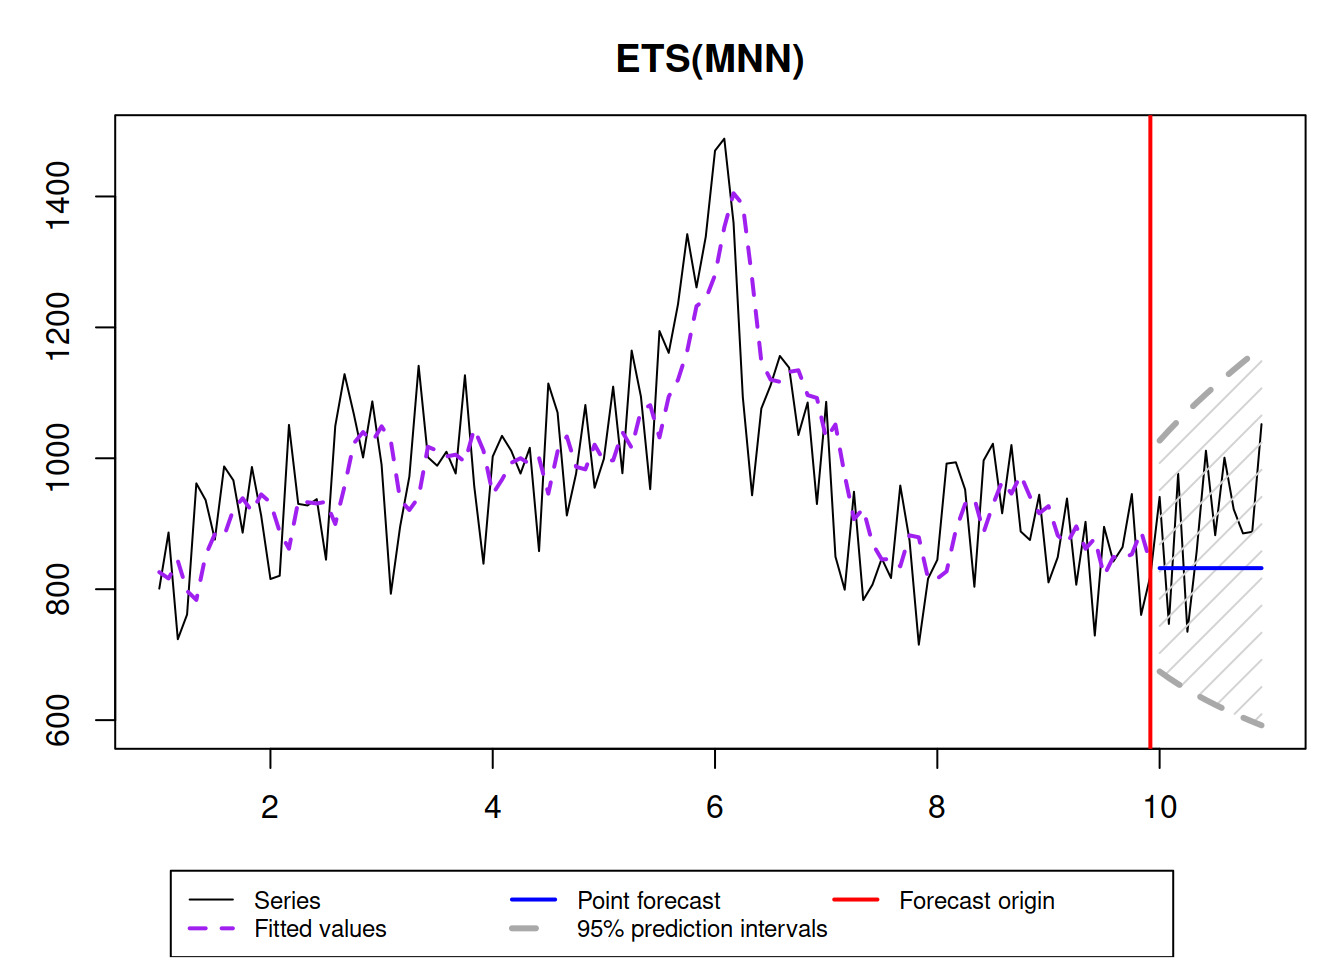 ETS(MNN)
1400
1200
1000
800
600
2 4 6 8 10
Series Point forecast Forecast origin
Fitted values 95% prediction intervals